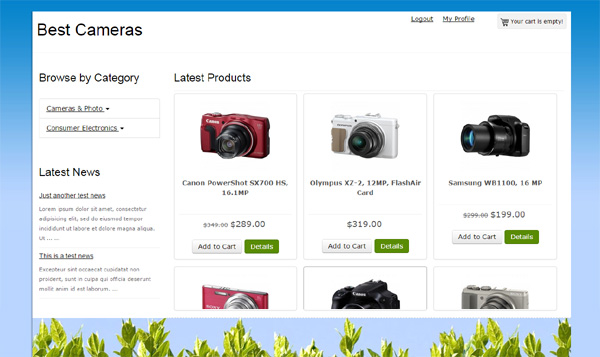 Best Cameras
Logout
My Profile
Your cart is empty!
Browse by Category
Cameras & Photo
Consumer Electronics
Latest News
Just another test news
Lorem ipsum dolor sit amet, consectetur
adipisicing elit, sed do eiusmod tempor
incididunt ut labore et dolore magna aliqua.
Ut ... ...
This is a test news
Excepteur sint occaecat cupidatat non
proident, sunt in culpa qui officia deserunt
mollit anim id est laborum. ... ...
Latest Products
Canon
Canon PowerShot SX700 HS,
16.1MP
$349.00 $289.00
Add to Cart
Details
Olympus XZ-2, 12MP, FlashAir
Card
$319.00
Add to Cart
Details
Samsung WB1100, 16 MP
$299.00 $199.00
Add to Cart
Details
SONY
Canon